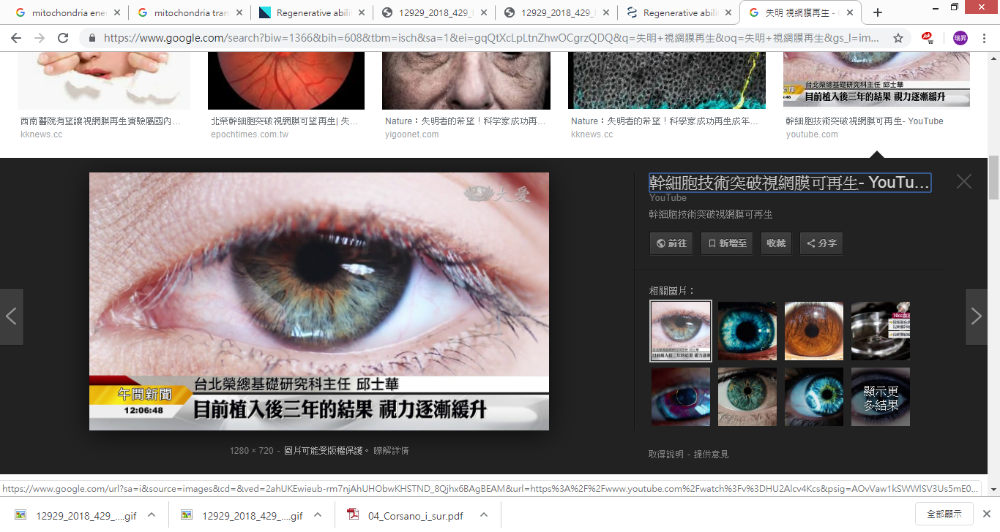 mitochondria ener
mitochondria tran
Regenerative abili
12929_2018_429_
12929_2018_429_
Regenerative abili
失明 視網膜再生 -
https://www.google.com/search?biw=1366&bih=608&tbm=isch&sa=1&ei=gqQtXcLpLtnZhwOCgrzQDQ&q=失明+視網膜再生&oq=失明+視網膜再生&gs_l=im...
瑞昇
台北榮總基礎研究科主任 邱士華
目前植入後三年的結果 視力逐漸緩升
西南醫院有望讓視網膜再生實驗屬國內...
kknews.cc
北榮幹細胞突破視網膜可望再生| 失...
epochtimes.com.tw
Nature：失明者的希望！科学家成功再...
yigoonet.com
Nature：失明者的希望！科學家成功再生成年...
kknews.cc
幹細胞技術突破視網膜可再生- YouTube
youtube.com
大愛
午間新聞
12:06:48
台北榮總基礎研究科主任 邱士華
目前植入後三年的結果 視力逐漸緩升
1280 × 720 - 圖片可能受版權保護。 瞭解詳情
幹細胞技術突破視網膜可再生- YouTu...
YouTube
幹細胞技術突破視網膜可再生
前往
新增至
收藏
分享
相關圖片：
顯示更
多結果
取得說明 - 提供意見
https://www.google.com/url?sa=i&source=images&cd=&ved=2ahUKEwieub-rm7njAhUHObwKHSTND_8Qjhx6BAgBEAM&url=https%3A%2F%2Fwww.youtube.com%2Fwatch%3Fv%3DHU2Alcv4Kcs&psig=AOvVaw1kSWWlSV3Us5mE0...
12929_2018_429_....gif
12929_2018_429_....gif
04_Corsano_i_sur.pdf
全部顯示